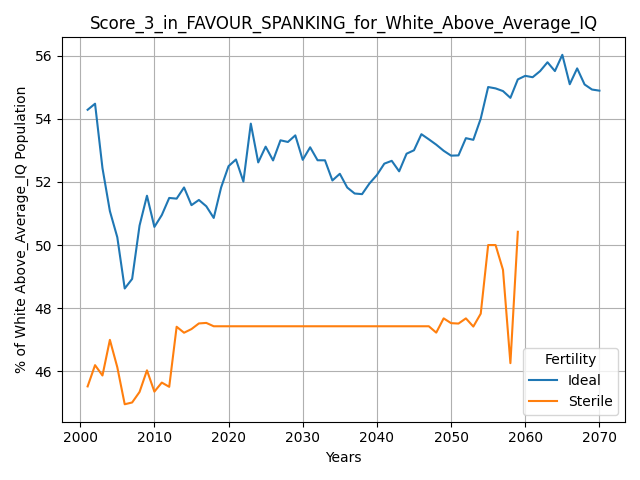 Score_3_in_FAVOUR_SPANKING_for_White_Above_Average_IQ
% of White Above_Average_IQ Population
56
54
52
50
48
46
2000 2010 2020 2030 2040 2050 2060 2070
Years
Fertility
Ideal
Sterile